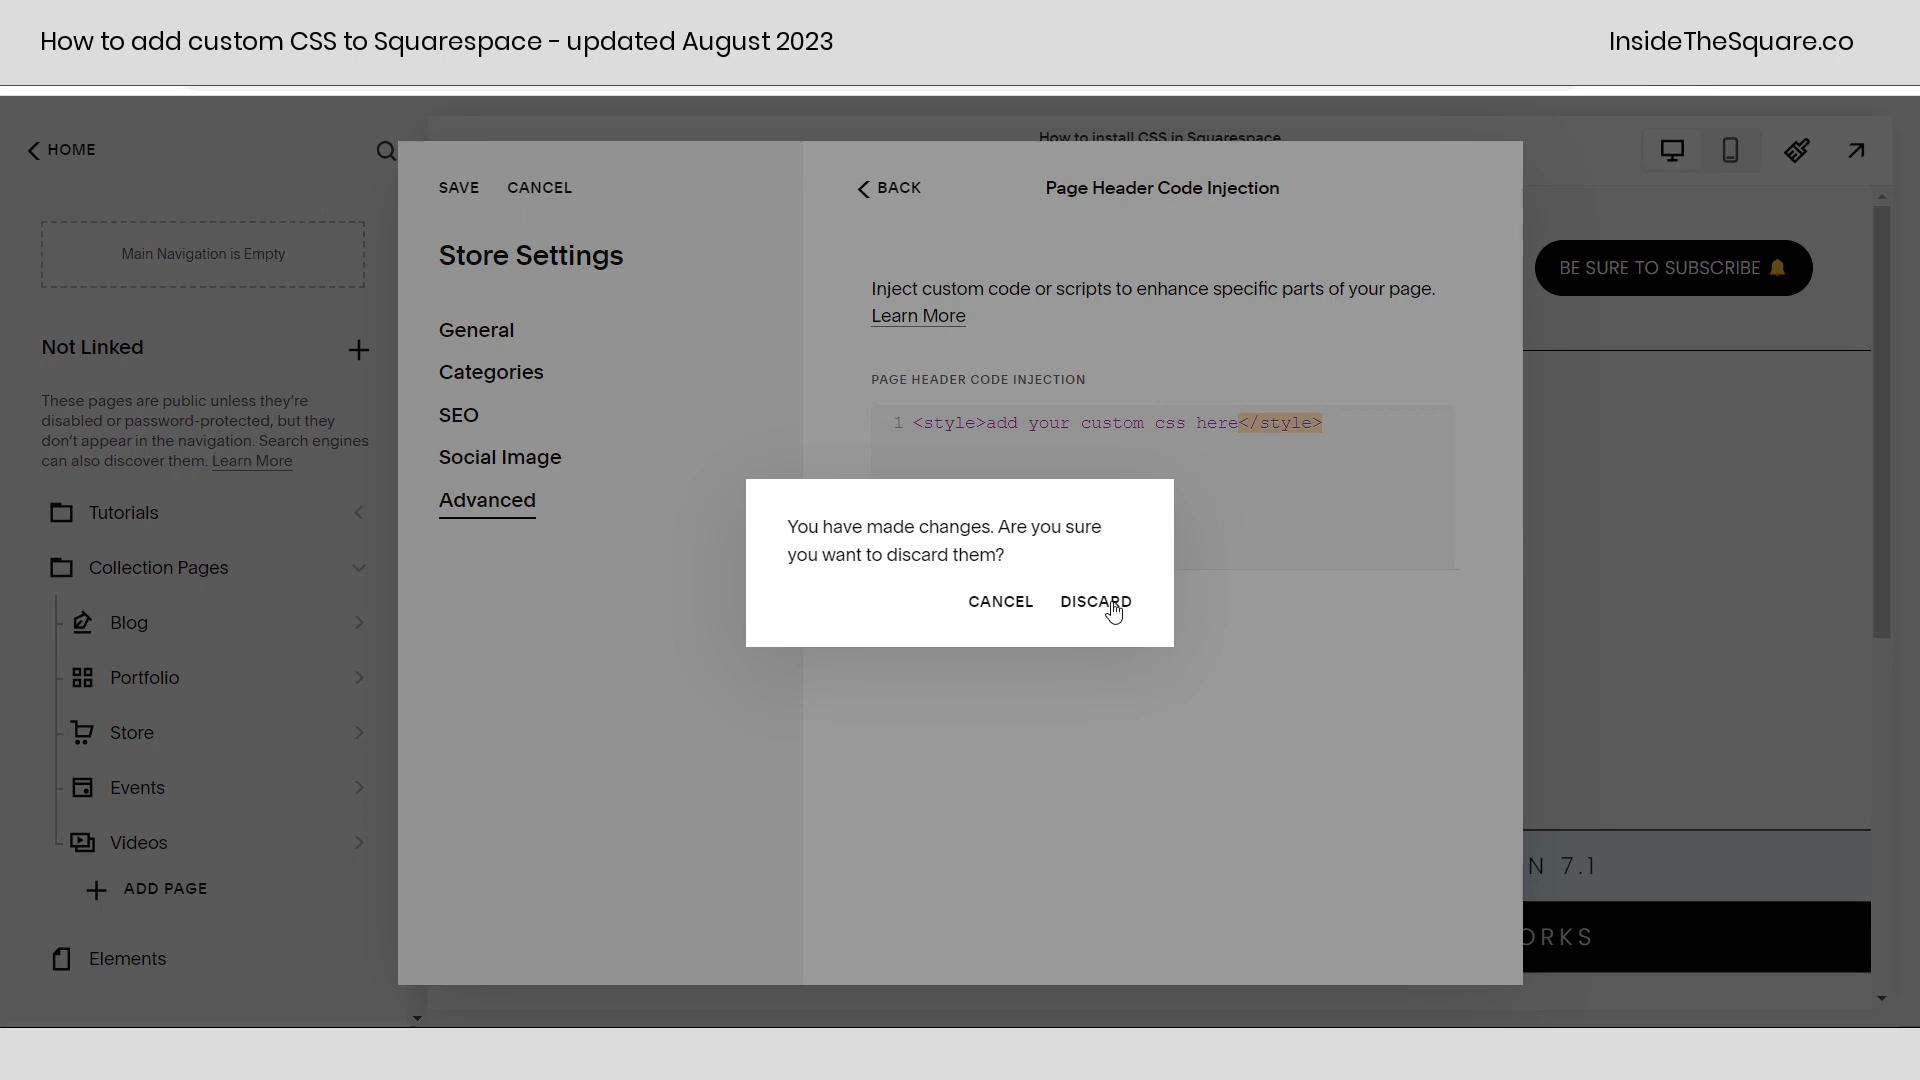 How to add custom CSS to Squarespace - updated August 2023
InsideTheSquare.co
HOME
How to install CSS in Squarespace
SAVE CANCEL
BACK
Page Header Code Injection
Main Navigation is Empty
Store Settings
BE SURE TO SUBSCRIBE 🔔
Inject custom code or scripts to enhance specific parts of your page.
Learn More
General
Not Linked
Categories
PAGE HEADER CODE INJECTION
These pages are public unless they're
disabled or password-protected, but they
don't appear in the navigation. Search engines
can also discover them. Learn More
SEO
1 <style>add your custom css here</style>
Social Image
Advanced
Tutorials
You have made changes. Are you sure
you want to discard them?
Collection Pages
CANCEL DISCARD
Blog
Portfolio
Store
Events
Videos
N 7.1
ADD PAGE
ORKS
Elements